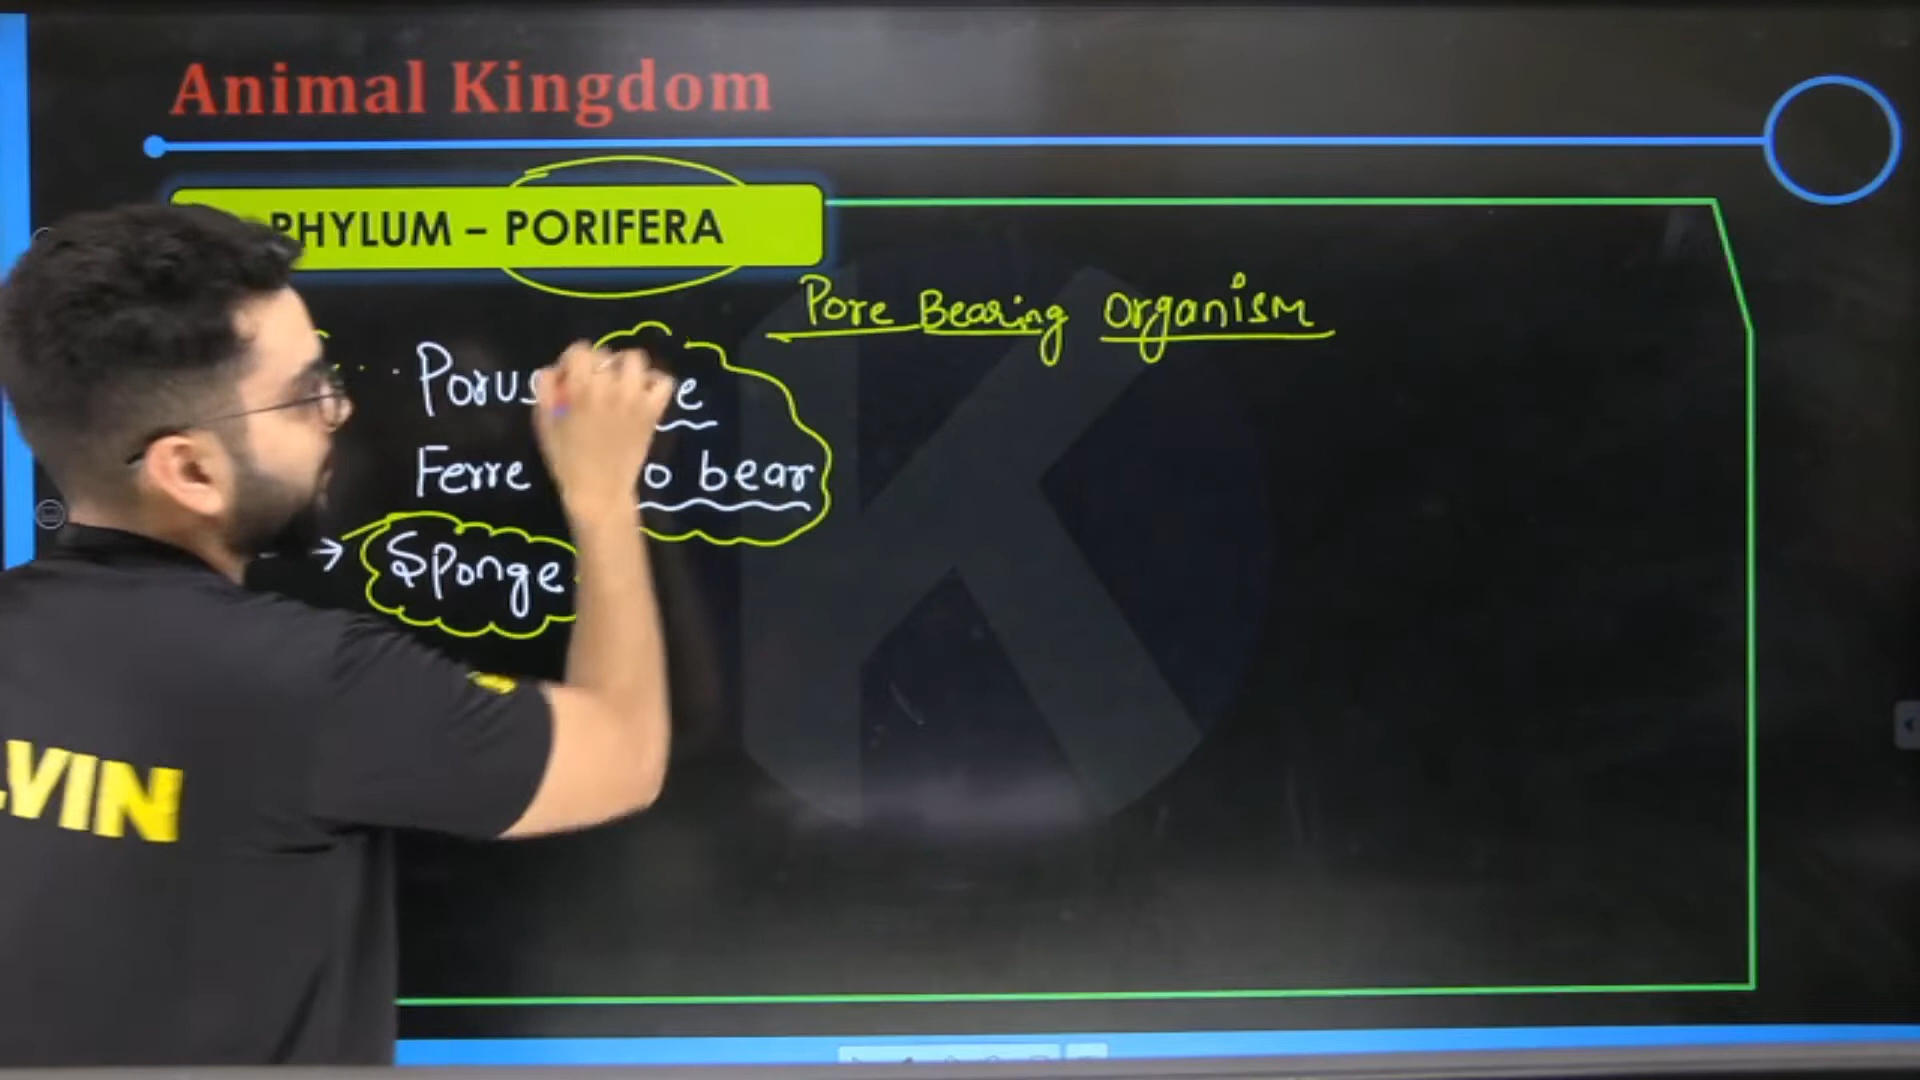 Animal Kingdom
PHYLUM – PORIFERA
Pore Bearing Organism
Porus
Ferre
bear
→ Sponge
VIN